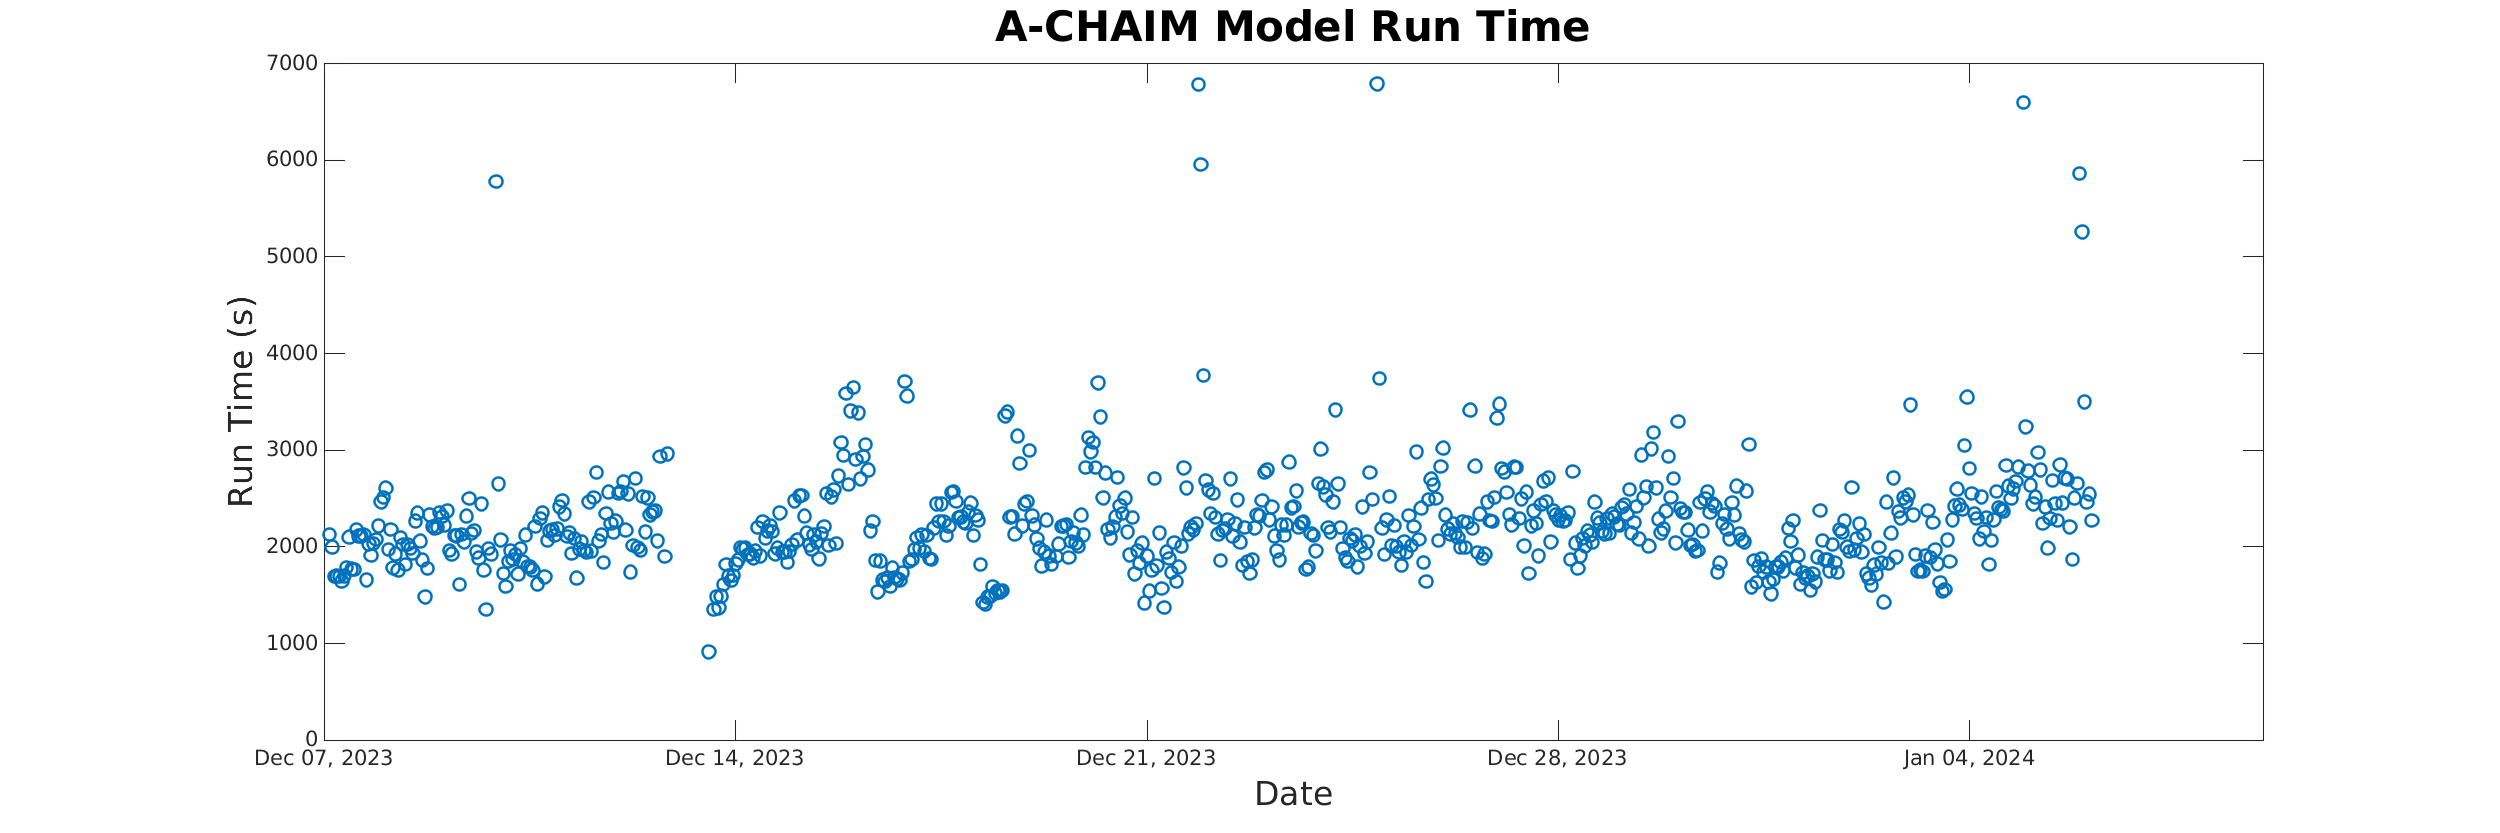 A-CHAIM Model Run Time
7000
6000
5000
4000
3000
2000
1000
0
Run Time (s)
Dec 07, 2023 Dec 14, 2023 Dec 21, 2023 Dec 28, 2023 Jan 04, 2024
Date